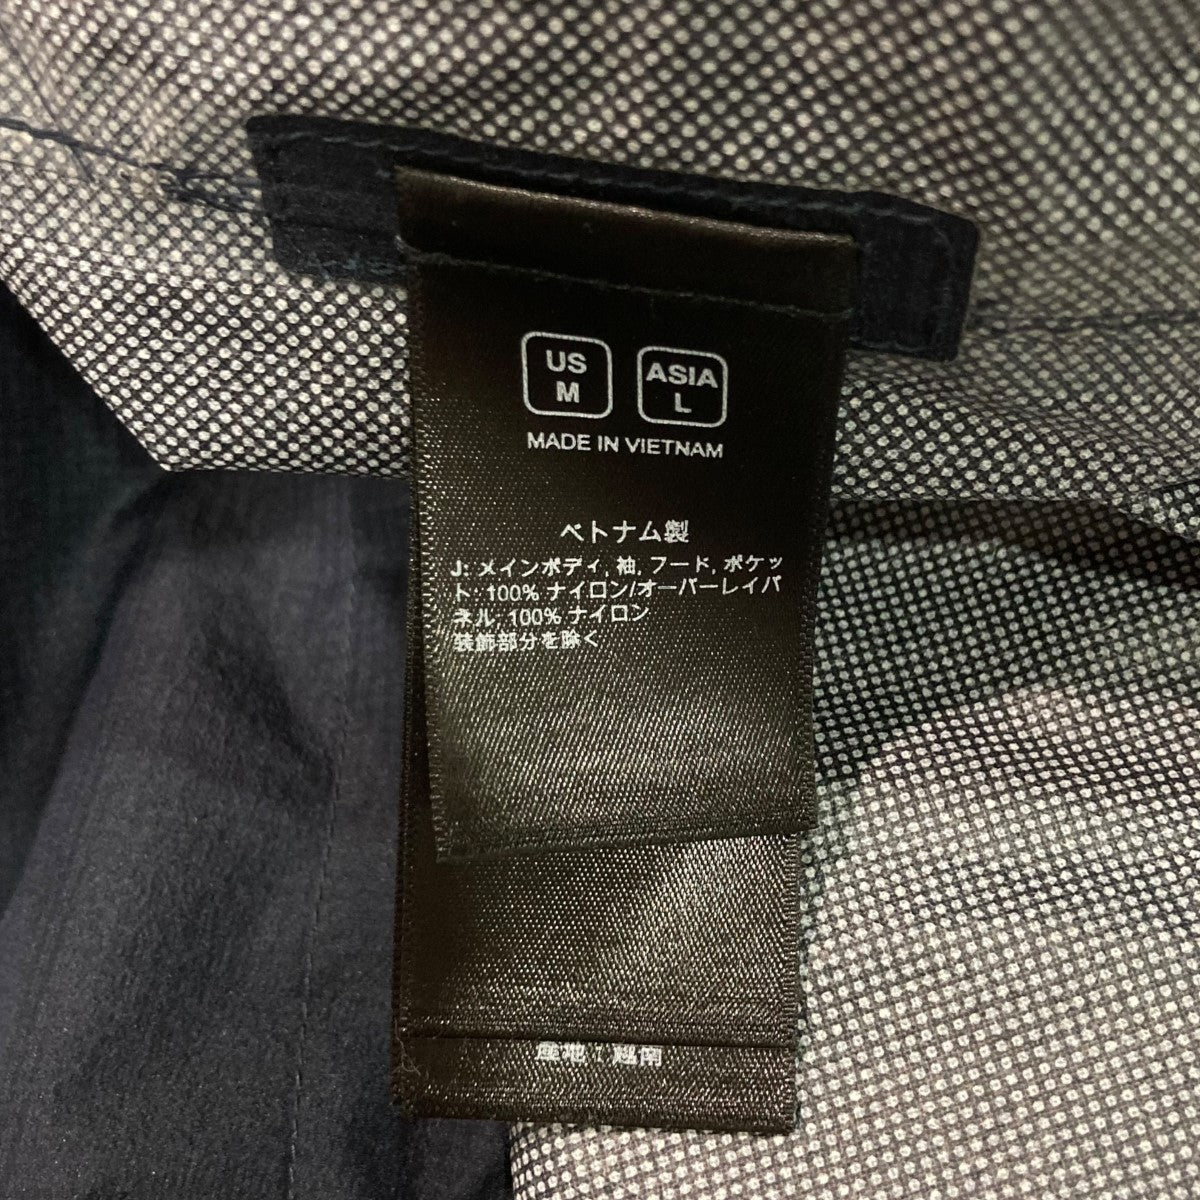 US
M
ASIA
L
MADE IN VIETNAM
ベトナム製
J: メインボディ, 袖, フード, ポケッ
ト: 100% ナイロン/オーバーレイパ
ネル: 100% ナイロン
装飾部分を除く
産地：越南